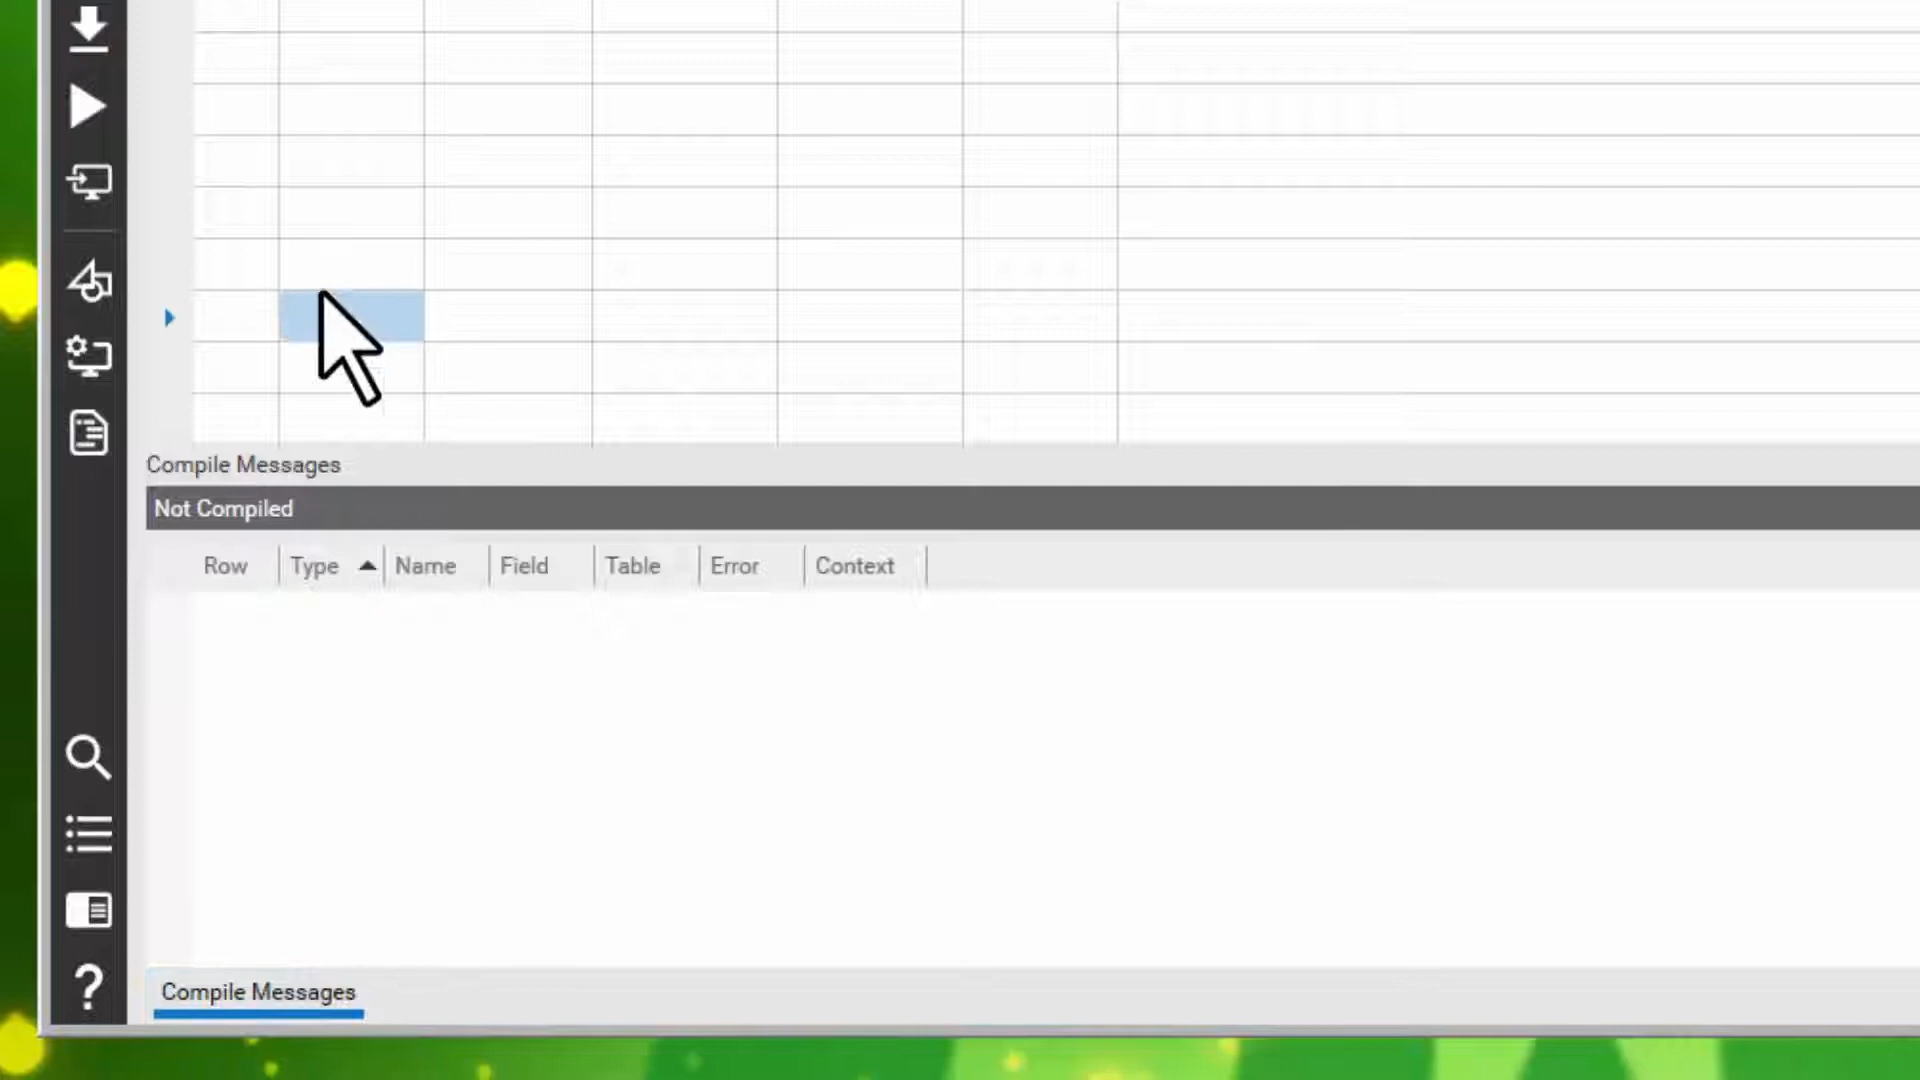 Compile Messages
Not Compiled
Row Type Name Field Table Error Context
Compile Messages